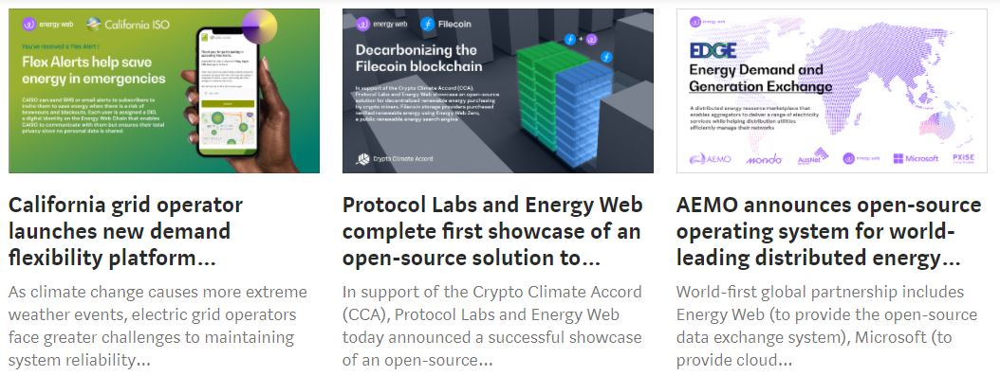 energy web
California ISO
You've received a Flex Alert !
Flex Alerts help save
energy in emergencies
CAISO can send SMS or email alerts to subscribers to
invite them to save energy when there is a risk of
brownouts and blackouts. Each user is assigned a DID,
a digital identity on the Energy Web Chain that enables
CAISO to communicate with them but ensures their total
privacy since no personal data is shared.
California grid operator
launches new demand
flexibility platform...
As climate change causes more extreme
weather events, electric grid operators
face greater challenges to maintaining
system reliability...
energy web
Filecoin
Decarbonizing the
Filecoin blockchain
In support of the Crypto Climate Accord (CCA),
Protocol Labs and Energy Web showcase an open-source
solution for decentralized renewable energy purchasing
by crypto miners. Filecoin storage providers purchased
verified renewable energy using Energy Web Zero,
a public renewable energy search engine
Crypto Climate Accord
Protocol Labs and Energy Web
complete first showcase of an
open-source solution to...
In support of the Crypto Climate Accord
(CCA), Protocol Labs and Energy Web
today announced a successful showcase
of an open-source...
energy web
EDGE
Energy Demand and
Generation Exchange
A distributed energy resource marketplace that
enables aggregators to deliver a range of electricity
services while helping distribution utilities
efficiently manage their networks
AEMO
mondo
AusNet
energy web
Microsoft
PXiSE
AEMO announces open-source
operating system for world-
leading distributed energy...
World-first global partnership includes
Energy Web (to provide the open-source
data exchange system), Microsoft (to
provide cloud...